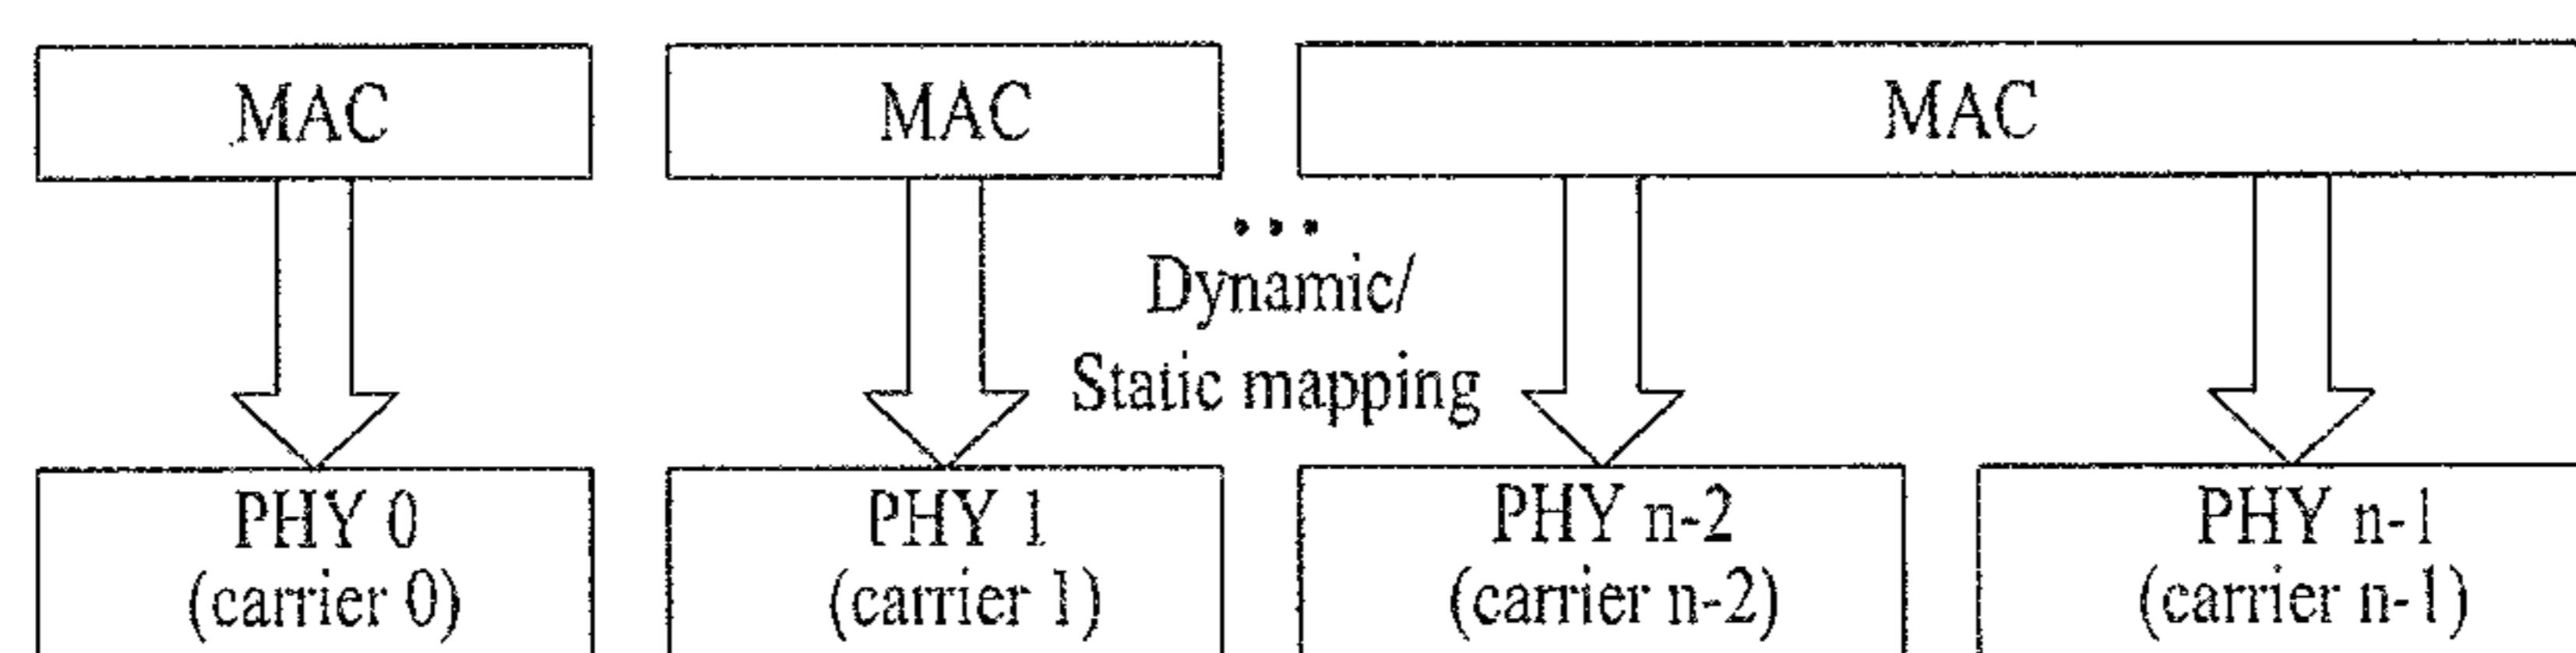 MAC
MAC
MAC
...
Dynamic/
Static mapping
PHY 0
(carrier 0)
PHY 1
(carrier 1)
PHY n-2
(carrier n-2)
PHY n-1
(carrier n-1)